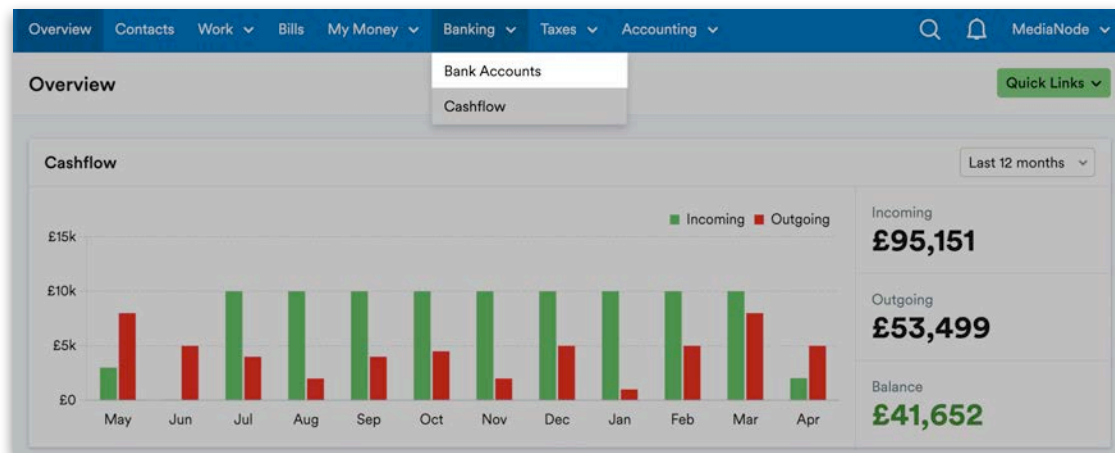 Overview Contacts Work Bills My Money Banking Taxes Accounting MediaNode
Bank Accounts
Overview Quick Links
Cashflow
Cashflow Last 12 months
Incoming Outgoing
Incoming
£95,151
£15k
£10k
£5k
£0
Outgoing
£53,499
Balance
£41,652
May Jun Jul Aug Sep Oct Nov Dec Jan Feb Mar Apr